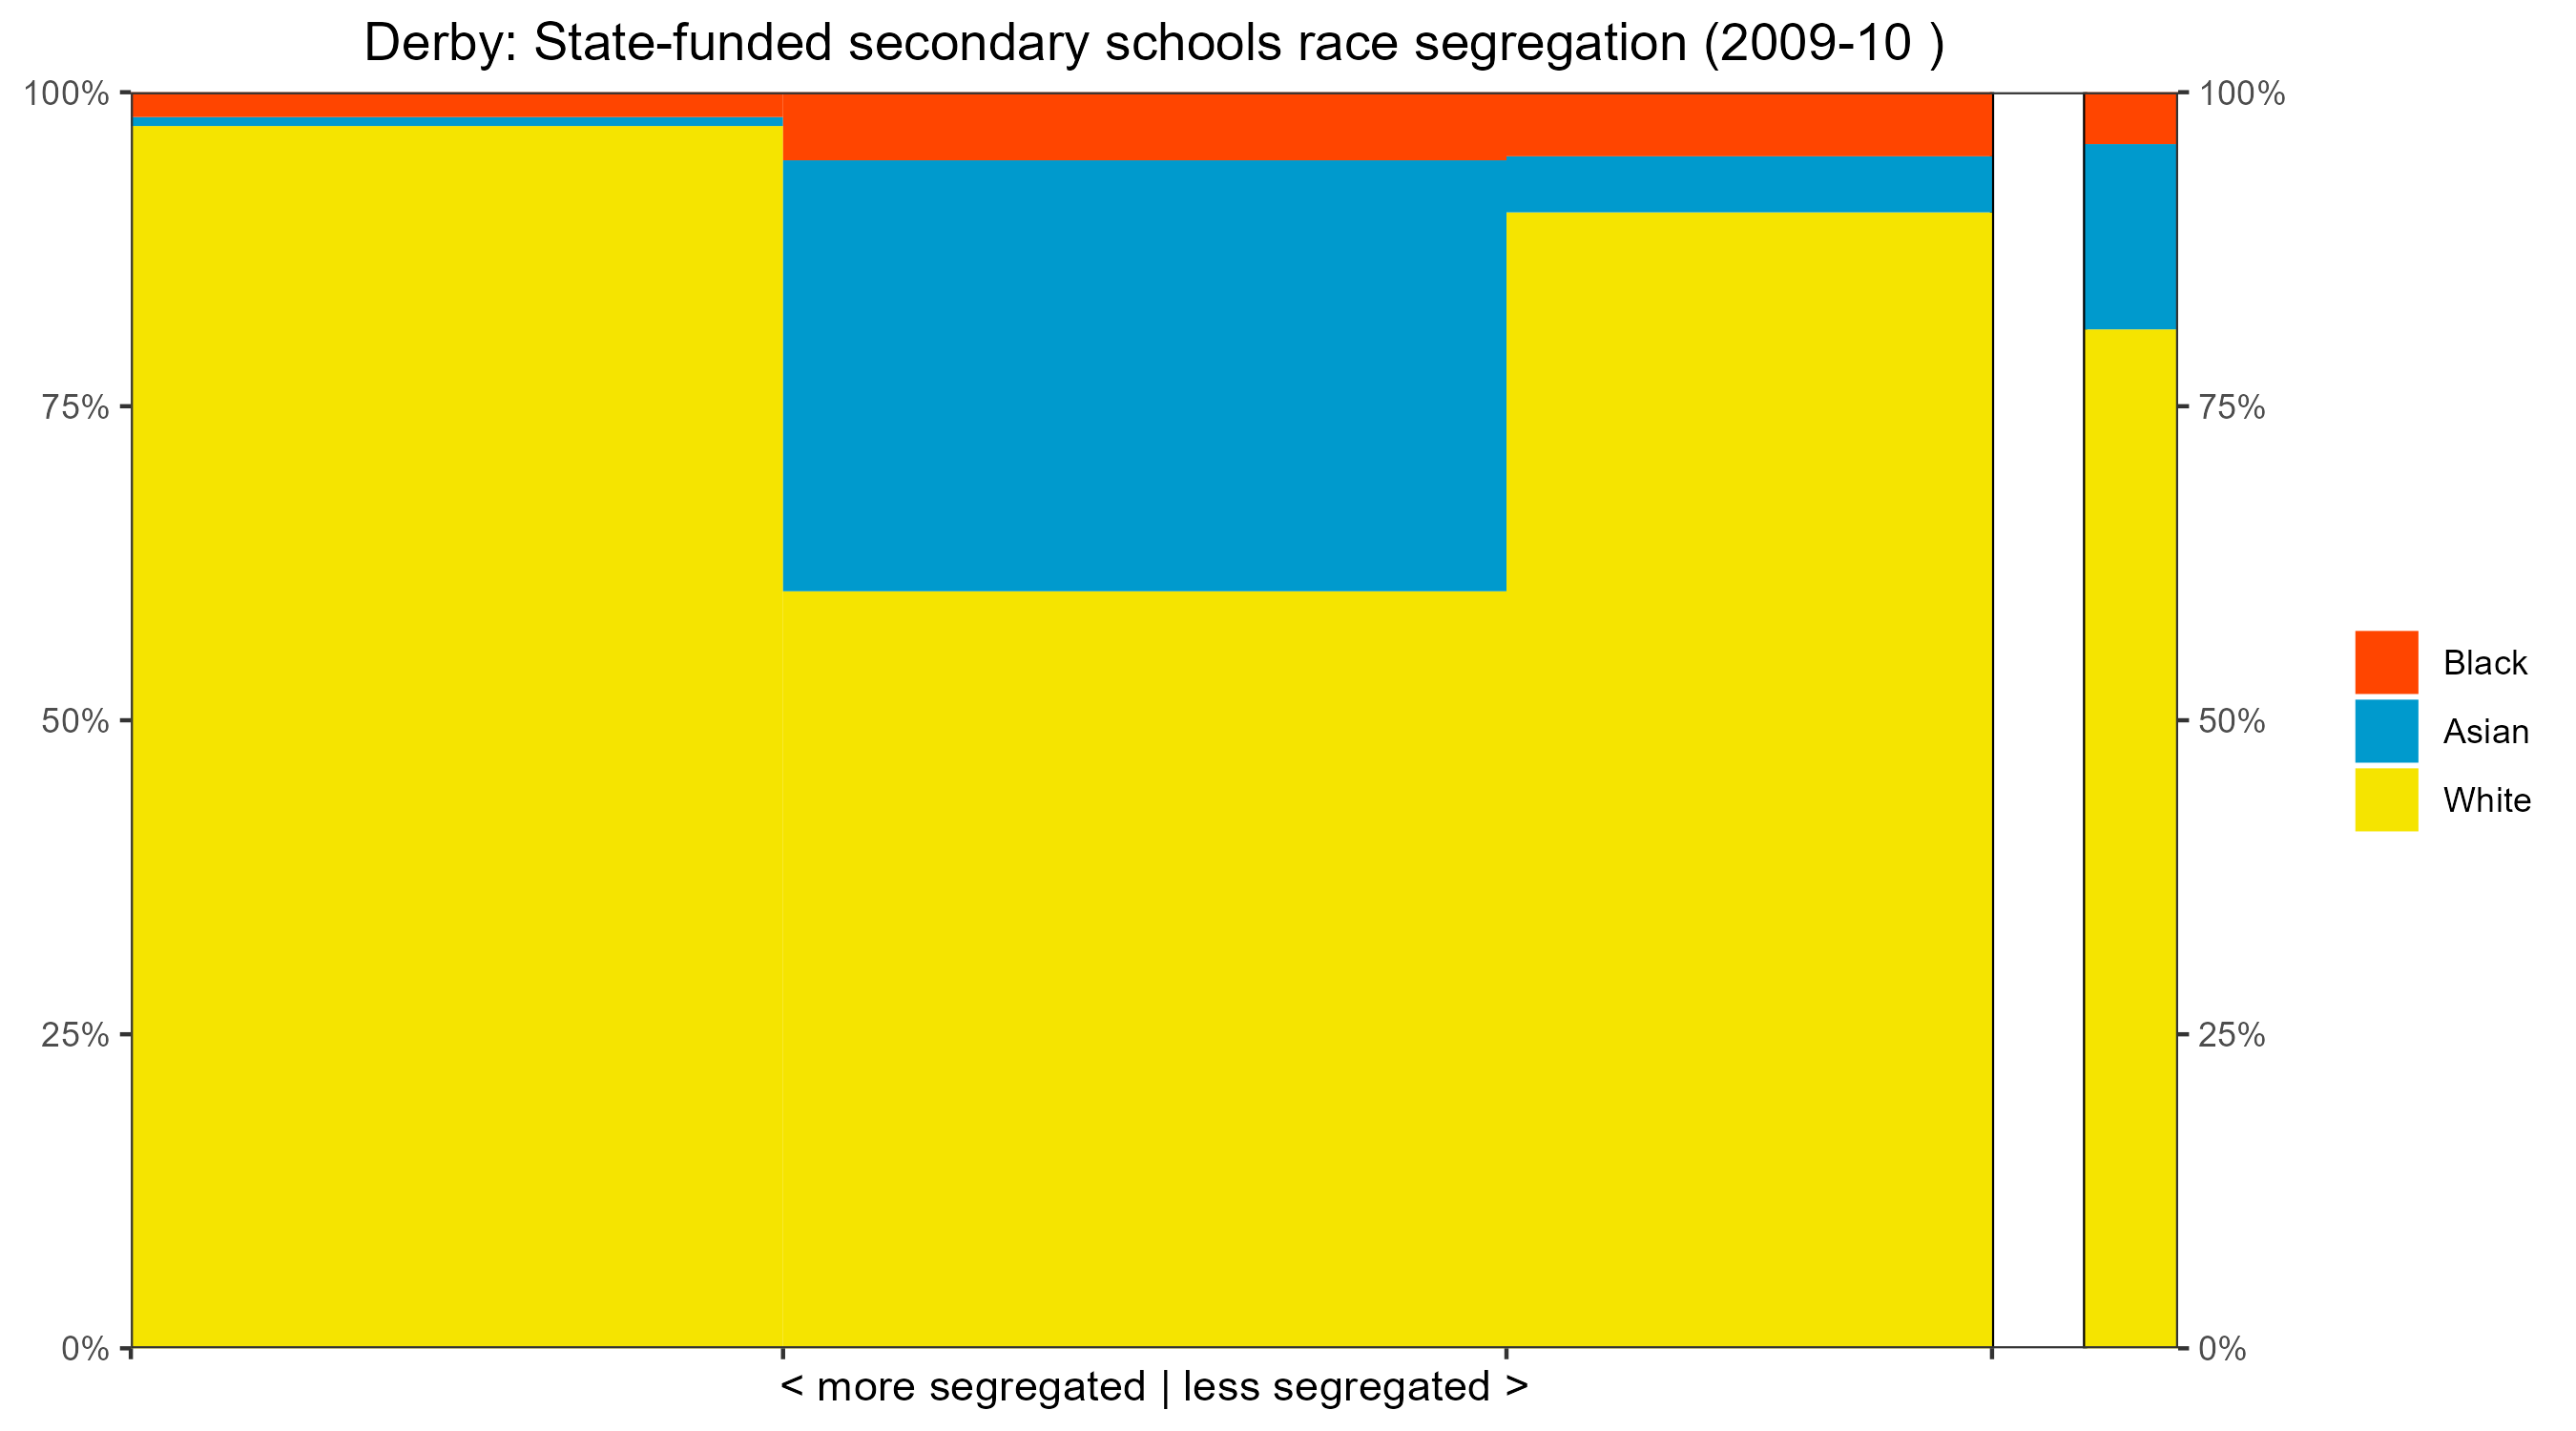 Derby: State-funded secondary schools race segregation (2009-10 )
100%
75%
50%
25%
0%
100%
75%
50%
25%
0%
Black
Asian
White
< more segregated | less segregated >